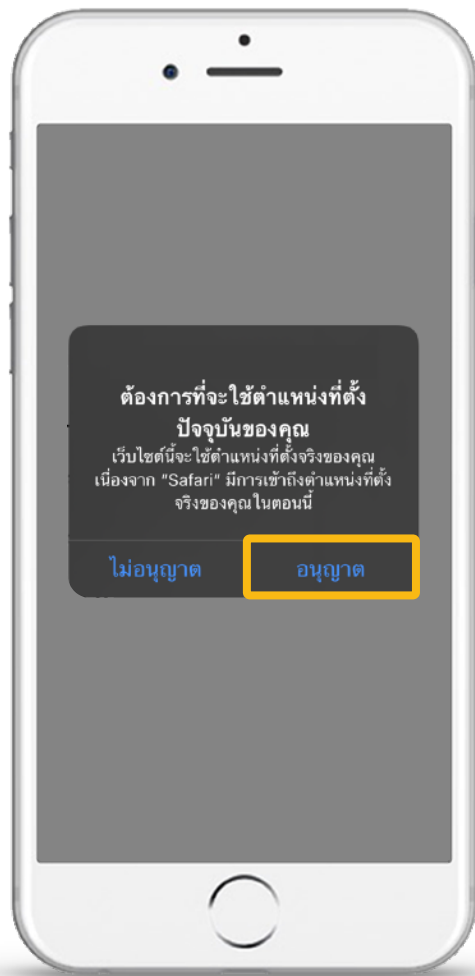 ต้องการที่จะใช้ตำแหน่งที่ตั้ง
ปัจจุบันของคุณ
เว็บไซต์นี้จะใช้ตำแหน่งที่ตั้งจริงของคุณ
เนื่องจาก "Safari" มีการเข้าถึงตำแหน่งที่ตั้ง
จริงของคุณในตอนนี้
ไม่อนุญาต อนุญาต